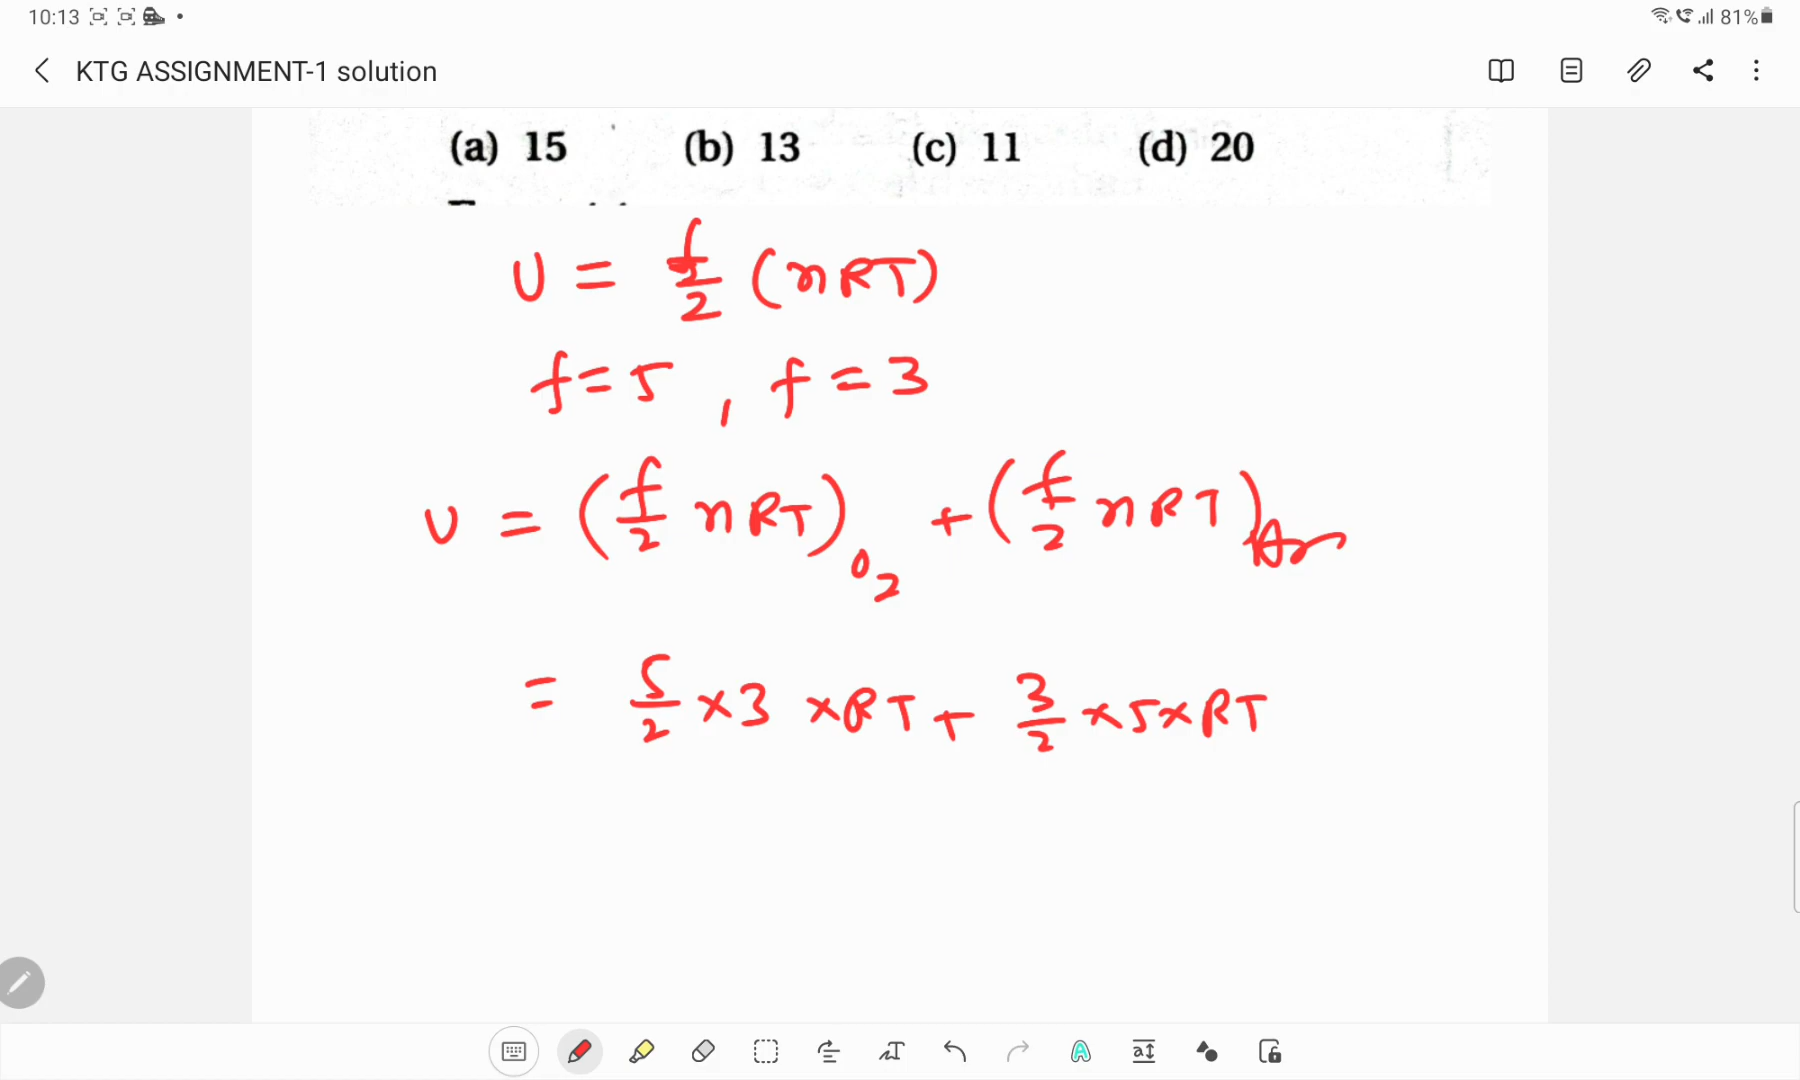 10:13 81%
KTG ASSIGNMENT-1 solution
(a) 15 (b) 13 (c) 11 (d) 20
U = f/2 (nRT)
f = 5 , f = 3
U = (f/2 nRT)O2 + (f/2 nRT)Ar
= 5/2 × 3 × RT + 3/2 × 5 × RT